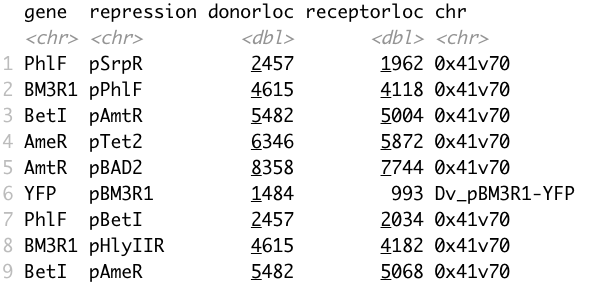 gene repression donorloc receptorloc chr
<chr> <chr> <dbl> <dbl> <chr>
1 PhlF pSrpR 2457 1962 0x41v70
2 BM3R1 pPhlF 4615 4118 0x41v70
3 BetI pAmtR 5482 5004 0x41v70
4 AmeR pTet2 6346 5872 0x41v70
5 AmtR pBAD2 8358 7744 0x41v70
6 YFP pBM3R1 1484 993 Dv_pBM3R1-YFP
7 PhlF pBetI 2457 2034 0x41v70
8 BM3R1 pHlyIIR 4615 4182 0x41v70
9 BetI pAmeR 5482 5068 0x41v70